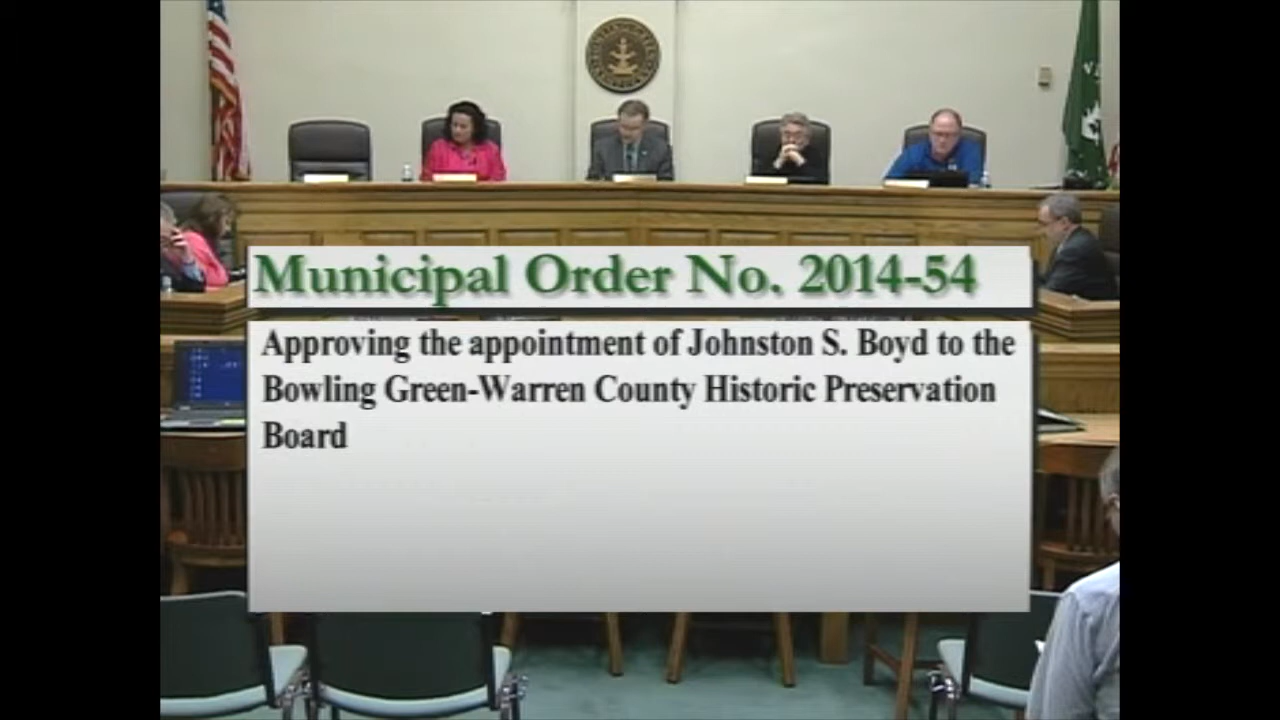 Municipal Order No. 2014-54
Approving the appointment of Johnston S. Boyd to the
Bowling Green-Warren County Historic Preservation
Board